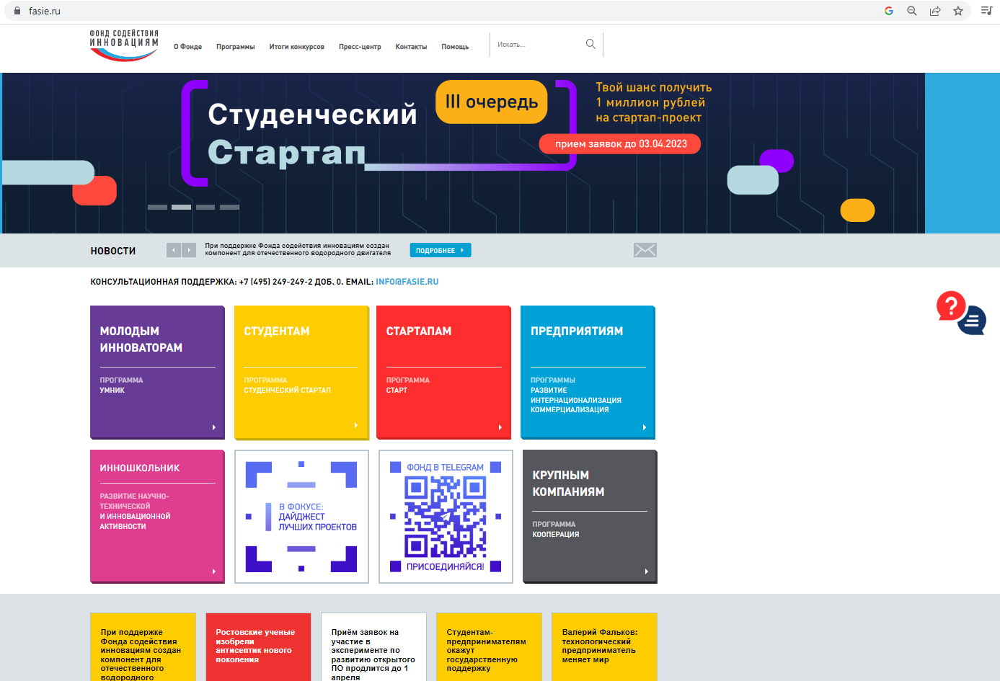 fasie.ru
ФОНД СОДЕЙСТВИЯ
ИННОВАЦИЯМ
О Фонде
Программы
Итоги конкурсов
Пресс-центр
Контакты
Помощь
Искать...
Студенческий
Стартап
III очередь
Твой шанс получить
1 миллион рублей
на стартап-проект
прием заявок до 03.04.2023
НОВОСТИ
При поддержке Фонда содействия инновациям создан
компонент для отечественного водородного двигателя
ПОДРОБНЕЕ
КОНСУЛЬТАЦИОННАЯ ПОДДЕРЖКА: +7 (495) 249-249-2 ДОБ. 0. EMAIL: INFO@FASIE.RU
МОЛОДЫМ
ИННОВАТОРАМ
ПРОГРАММА
УМНИК
СТУДЕНТАМ
ПРОГРАММА
СТУДЕНЧЕСКИЙ СТАРТАП
СТАРТАПАМ
ПРОГРАММА
СТАРТ
ПРЕДПРИЯТИЯМ
ПРОГРАММЫ
РАЗВИТИЕ
ИНТЕРНАЦИОНАЛИЗАЦИЯ
КОММЕРЦИАЛИЗАЦИЯ
?
ИННОШКОЛЬНИК
РАЗВИТИЕ НАУЧНО-
ТЕХНИЧЕСКОЙ
И ИННОВАЦИОННОЙ
АКТИВНОСТИ
В ФОКУСЕ:
ДАЙДЖЕСТ
ЛУЧШИХ ПРОЕКТОВ
ФОНД В TELEGRAM
ПРИСОЕДИНЯЙСЯ!
КРУПНЫМ
КОМПАНИЯМ
ПРОГРАММА
КООПЕРАЦИЯ
При поддержке
Фонда содействия
инновациям создан
компонент для
отечественного
водородного
Ростовские ученые
изобрели
антисептик нового
поколения
Приём заявок на
участие в
эксперименте по
развитию открытого
ПО продлится до 1
апреля
Студентам-
предпринимателям
окажут
государственную
поддержку
Валерий Фальков:
технологический
предприниматель
меняет мир